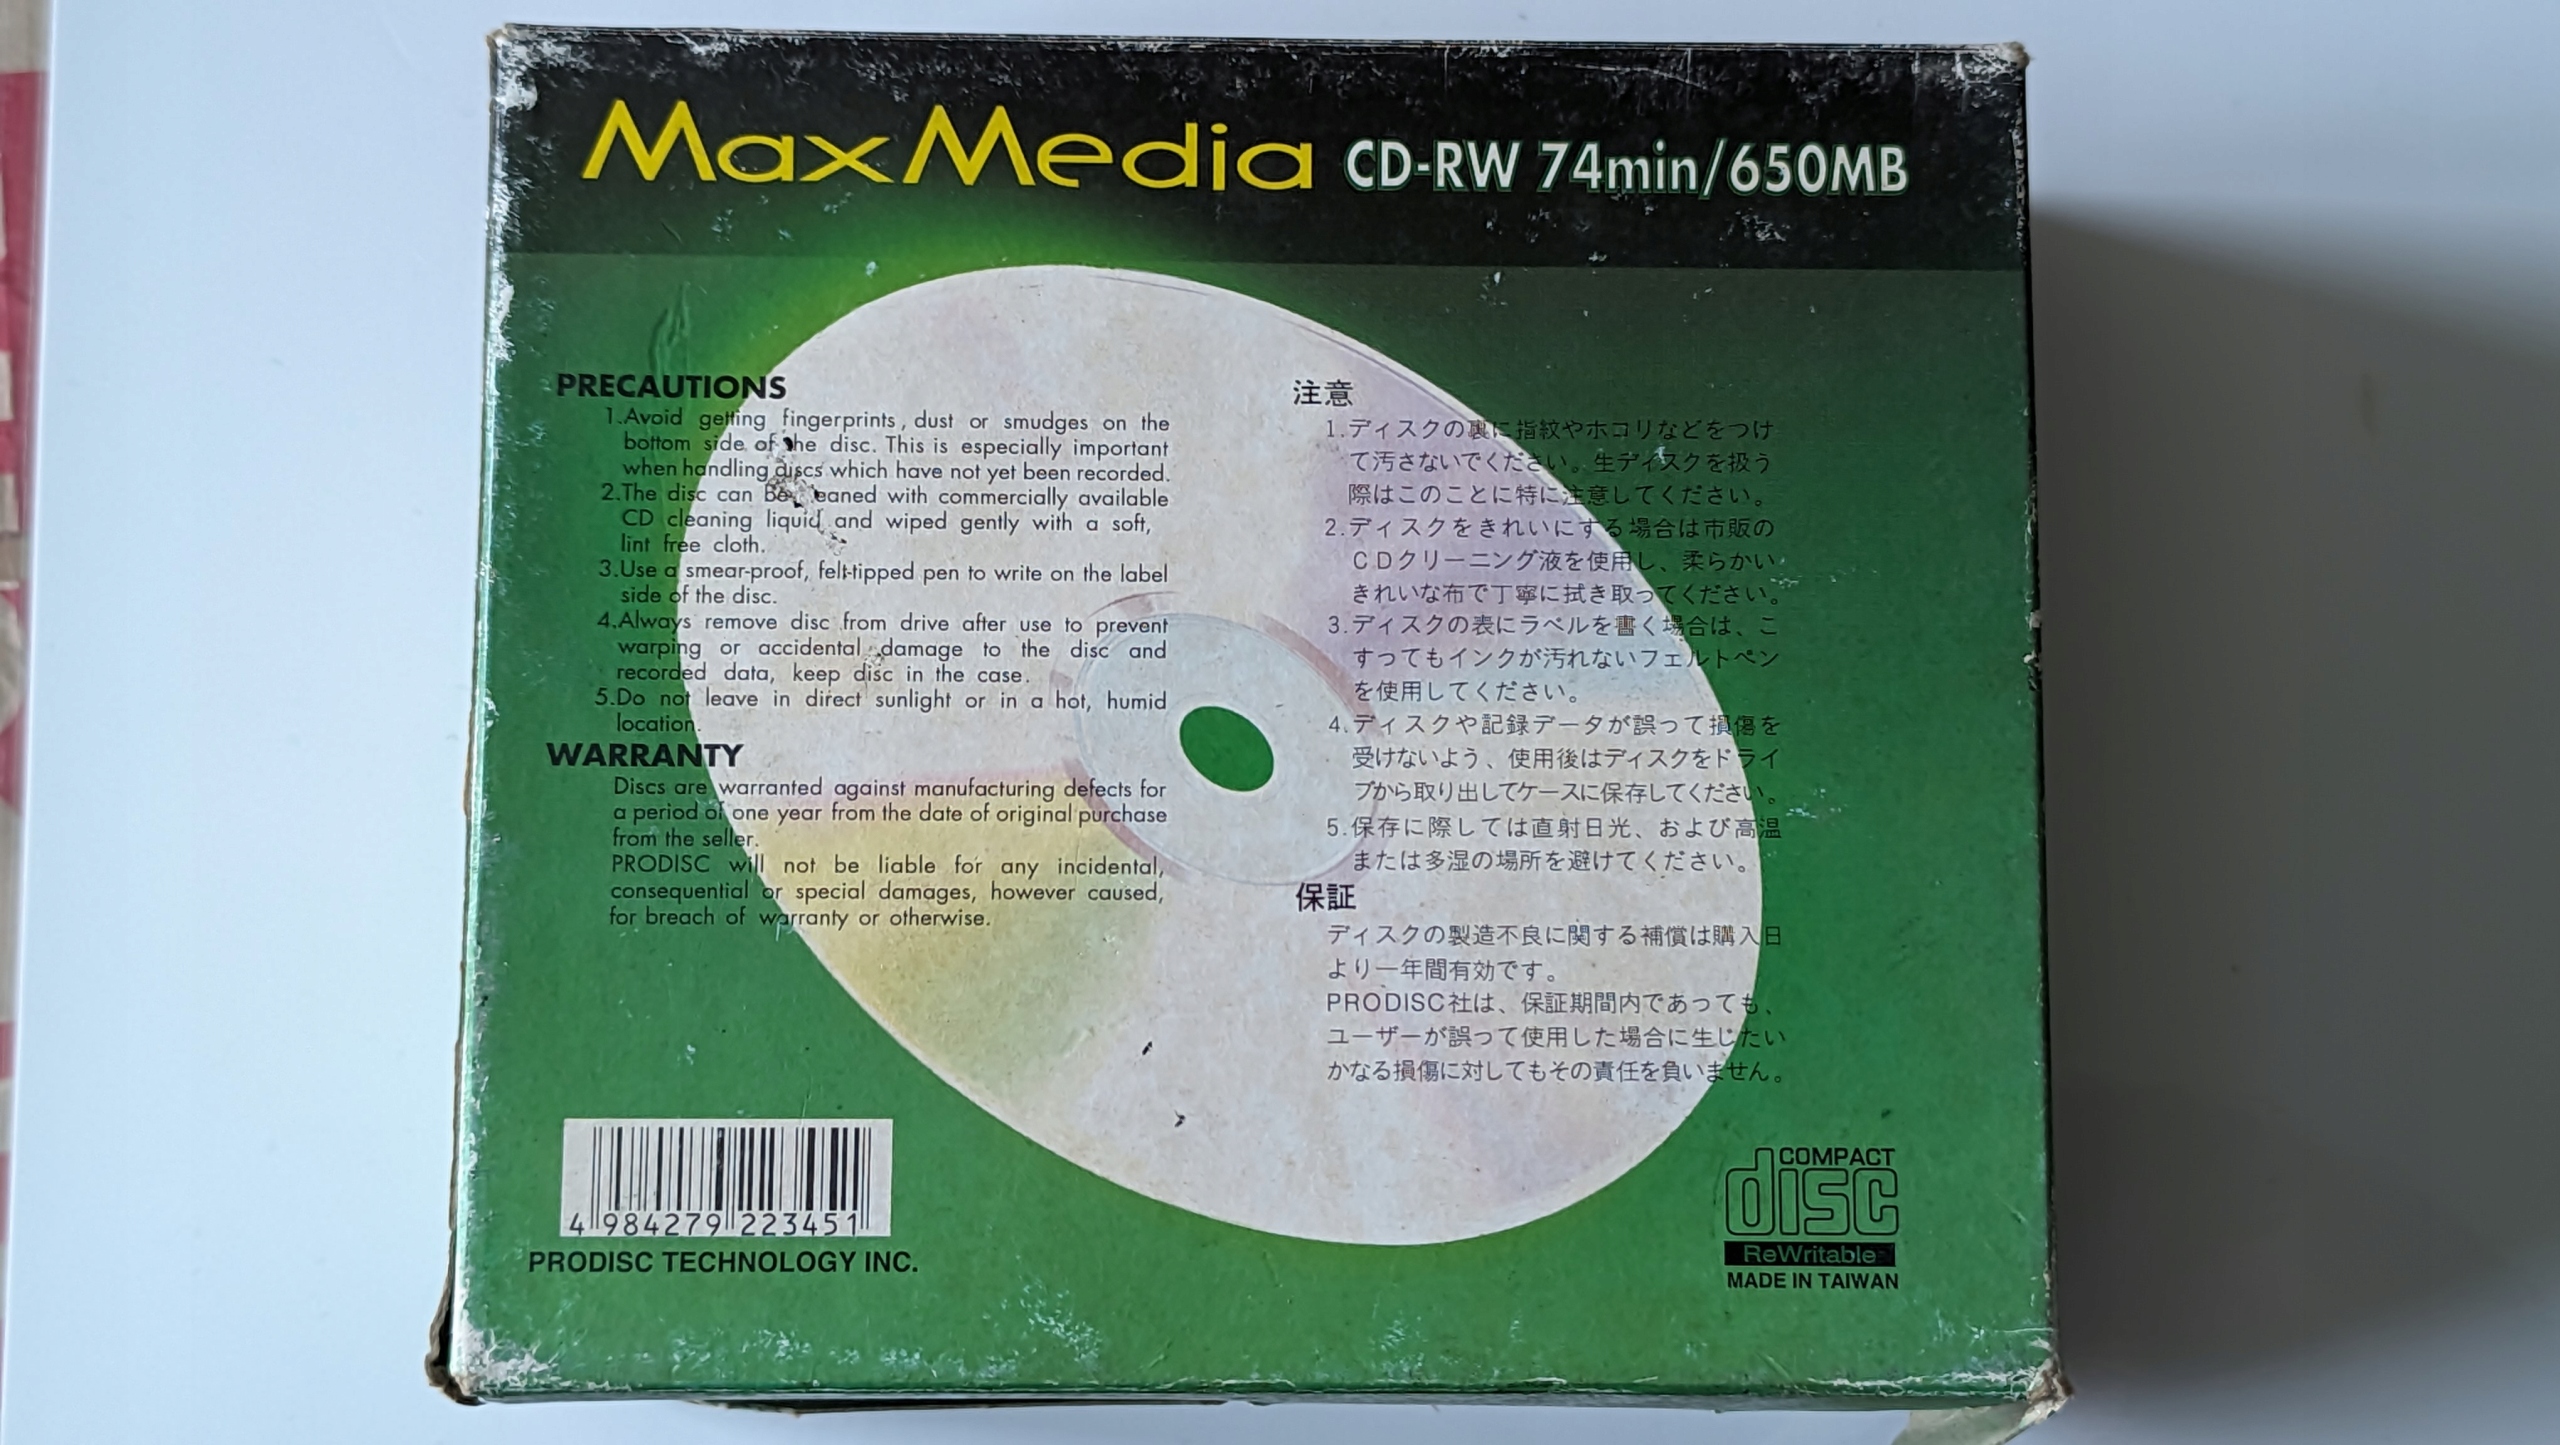 MaxMedia CD-RW 74min/650MB
PRECAUTIONS
1.Avoid getting fingerprints, dust or smudges on the
bottom side of the disc. This is especially important
when handling discs which have not yet been recorded.
2.The disc can be cleaned with commercially available
CD cleaning liquid and wiped gently with a soft,
lint free cloth.
3.Use a smear-proof, felt-tipped pen to write on the label
side of the disc.
4.Always remove disc from drive after use to prevent
warping or accidental damage to the disc and
recorded data, keep disc in the case.
5.Do not leave in direct sunlight or in a hot, humid
location.
WARRANTY
Discs are warranted against manufacturing defects for
a period of one year from the date of original purchase
from the seller.
PRODISC will not be liable for any incidental,
consequential or special damages, however caused,
for breach of warranty or otherwise.
注意
1.ディスクの裏に指紋やホコリなどをつけ
て汚さないでください。生ディスクを扱う
際はこのことに特に注意してください。
2.ディスクをきれいにする場合は市販の
CDクリーニング液を使用し、柔らかい
きれいな布で丁寧に拭き取ってください。
3.ディスクの表にラベルを書く場合は、こ
すってもインクが汚れないフェルトペン
を使用してください。
4.ディスクや記録データが誤って損傷を
受けないよう、使用後はディスクをドライ
ブから取り出してケースに保存してください。
5.保存に際しては直射日光、および高温
または多湿の場所を避けてください。
保証
ディスクの製造不良に関する補償は購入日
より一年間有効です。
PRODISC社は、保証期間内であっても、
ユーザーが誤って使用した場合に生じたい
かなる損傷に対してもその責任を負いません。
4 984279 223451
PRODISC TECHNOLOGY INC.
COMPACT
disc
ReWritable
MADE IN TAIWAN